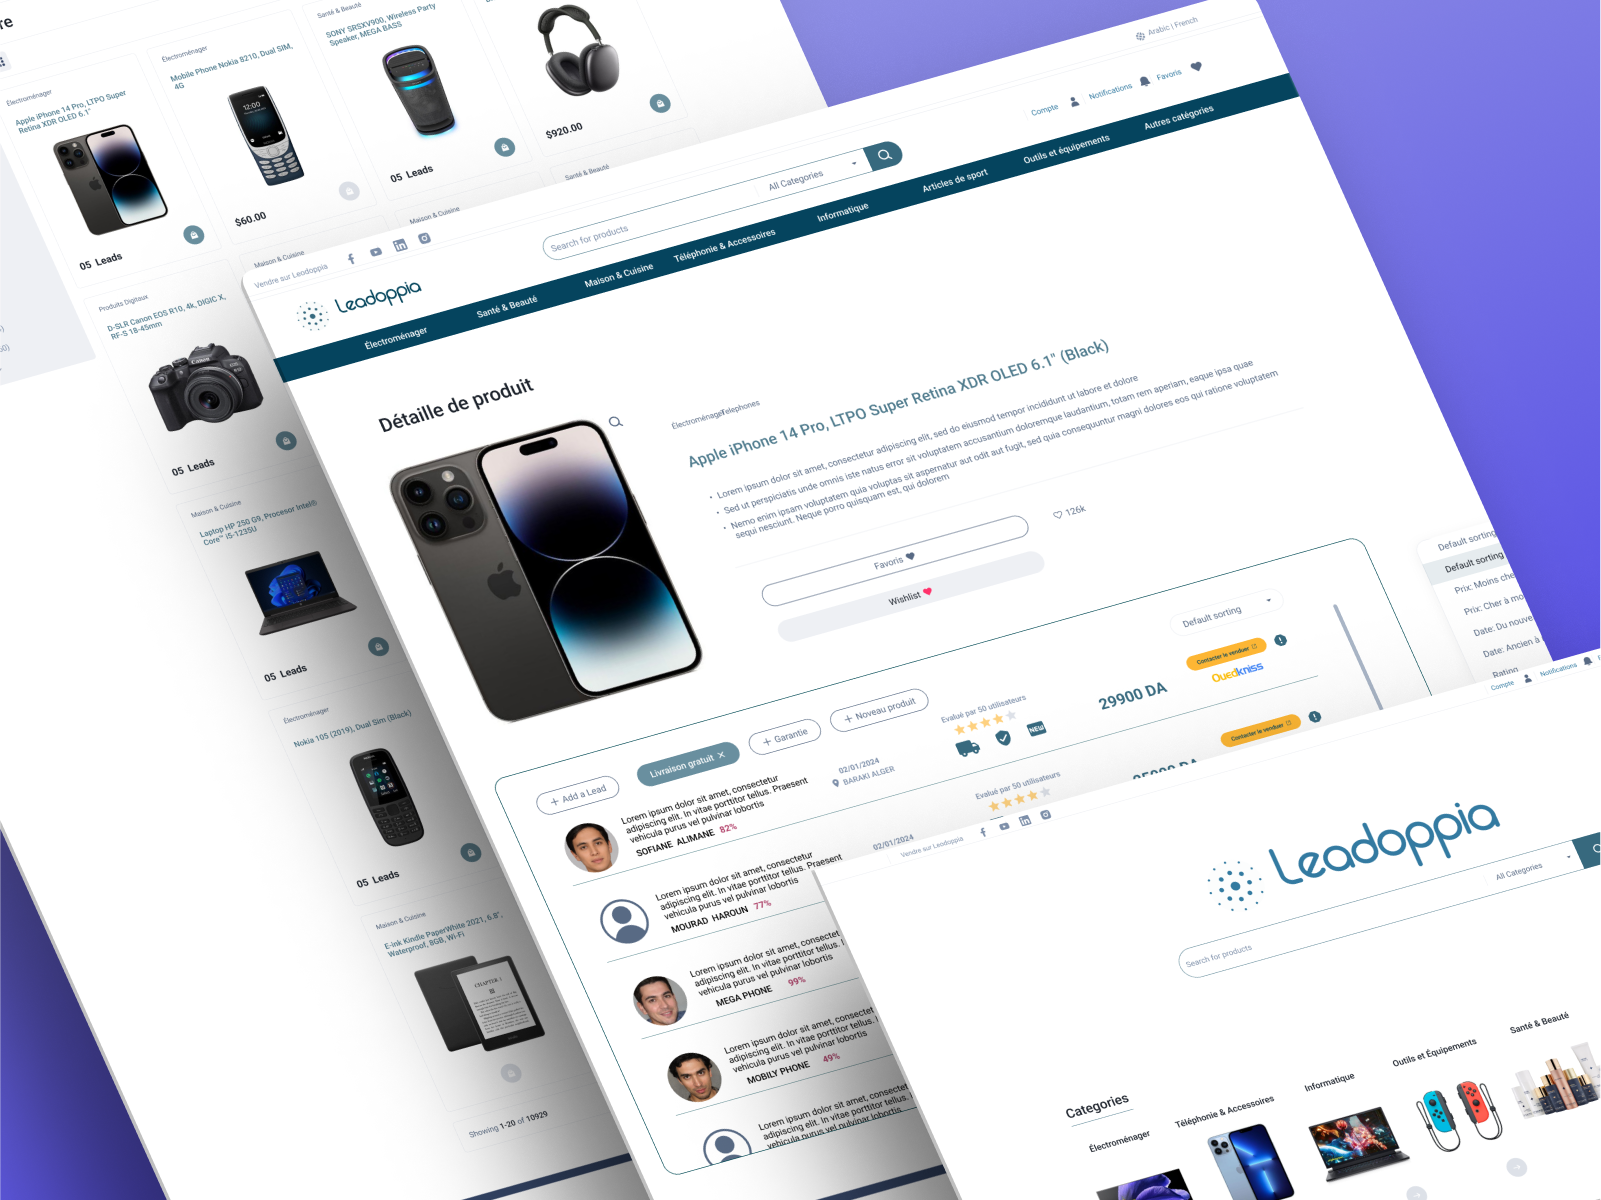 Électroménager
Apple iPhone 14 Pro, LTPO Super
Retina XDR OLED 6.1"
05 Leads
Électroménager
Mobile Phone Nokia 8210, Dual SIM,
4G
12:00
$60.00
Santé & Beauté
SONY SRSXV900, Wireless Party
Speaker, MEGA BASS
05 Leads
$920.00
Maison & Cuisine
Maison & Cuisine
Santé & Beauté
Produits Digitaux
D-SLR Canon EOS R10, 4k, DIGIC X,
RF-S 18-45mm
Canon
05 Leads
Maison & Cuisine
Laptop HP 250 G9, Procesor Intel®
Core™ i5-1235U
05 Leads
Électroménager
Nokia 105 (2019), Dual Sim (Black)
05 Leads
Maison & Cuisine
E-ink Kindle PaperWhite 2021, 6.8",
Waterproof, 8GB, Wi-Fi
CHAPTER 1
Showing 1-20 of 10929
Vendre sur Leodoppia
Arabic | French
Leadoppia
Search for products
All Categories
Compte
Notifications
Favoris
Électroménager
Santé & Beauté
Maison & Cuisine
Téléphonie & Accessoires
Informatique
Articles de sport
Outils et équipements
Autres catégories
Détaille de produit
Électroménager
Telephones
Apple iPhone 14 Pro, LTPO Super Retina XDR OLED 6.1" (Black)
• Lorem ipsum dolor sit amet, consectetur adipiscing elit, sed do eiusmod tempor incididunt ut labore et dolore
• Sed ut perspiciatis unde omnis iste natus error sit voluptatem accusantium doloremque laudantium, totam rem aperiam, eaque ipsa quae
• Nemo enim ipsam voluptatem quia voluptas sit aspernatur aut odit aut fugit, sed quia consequuntur magni dolores eos qui ratione voluptatem
sequi nesciunt. Neque porro quisquam est, qui dolorem
Favoris
126k
Wishlist
Default sorting
+ Add a Lead
Livraison gratuit ×
+ Garantie
+ Noveau produit
Lorem ipsum dolor sit amet, consectetur
adipiscing elit. In vitae porttitor tellus. Praesent
vehicula purus vel pulvinar lobortis
SOFIANE ALIMANE 82%
02/01/2024
BARAKI ALGER
Evalué par 50 utilisateurs
NEW
29900 DA
Contacter le venduer
Ouedkniss
Lorem ipsum dolor sit amet, consectetur
adipiscing elit. In vitae porttitor tellus. Praesent
vehicula purus vel pulvinar lobortis
MOURAD HAROUN 77%
02/01/2024
Evalué par 50 utilisateurs
Contacter le venduer
Lorem ipsum dolor sit amet, consectet
adipiscing elit. In vitae porttitor tellus.
vehicula purus vel pulvinar lobortis
MEGA PHONE 99%
Lorem ipsum dolor sit amet, consectet
adipiscing elit. In vitae porttitor tellus.
vehicula purus vel pulvinar lobortis
MOBILY PHONE 49%
Lorem ipsum dolor sit amet, consectet
adipiscing elit. In vitae porttitor tellus.
vehicula purus vel pulvinar lobortis
Default sorting
Default sorting
Prix: Moins che
Prix: Cher à mo
Date: Du nouve
Date: Ancien à
Rating
Vendre sur Leodoppia
Compte
Notifications
Leadoppia
Search for products
All Categories
Categories
Électroménager
Téléphonie & Accessoires
Informatique
Outils et Équipements
Santé & Beauté